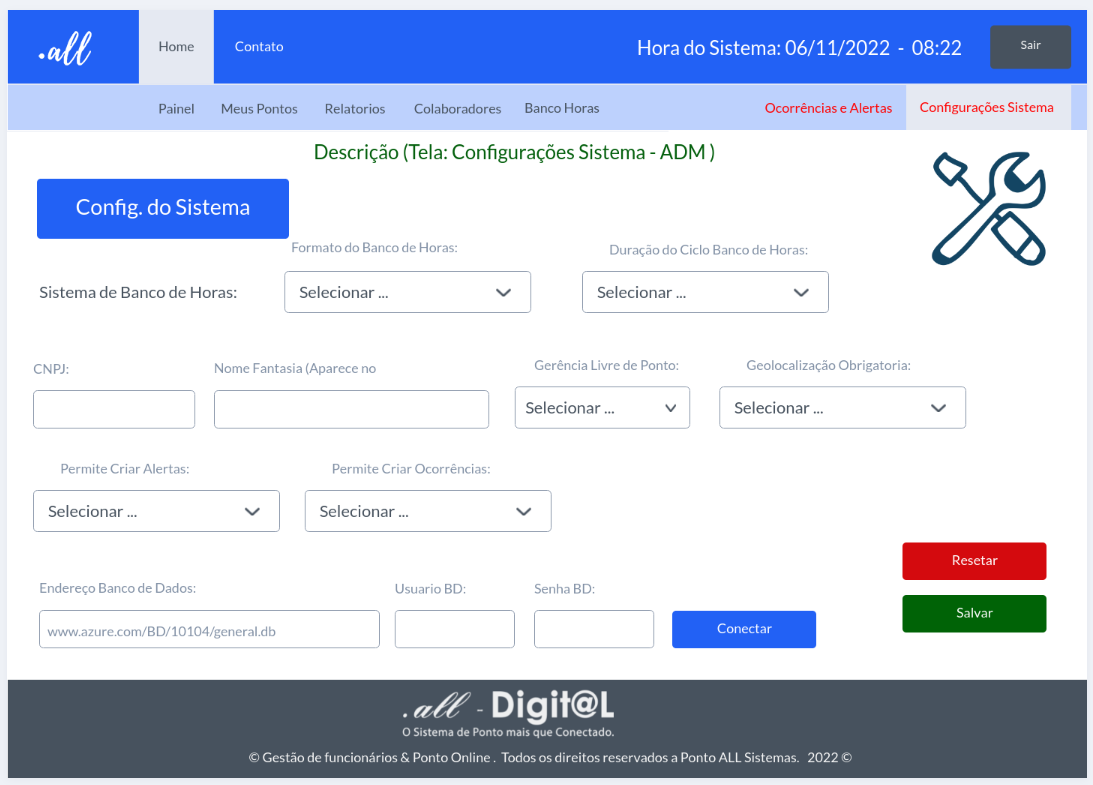 .all
Home
Contato
Hora do Sistema: 06/11/2022 - 08:22
Sair
Painel
Meus Pontos
Relatorios
Colaboradores
Banco Horas
Ocorrências e Alertas
Configurações Sistema
Descrição (Tela: Configurações Sistema - ADM )
Config. do Sistema
Formato do Banco de Horas:
Duração do Ciclo Banco de Horas:
Sistema de Banco de Horas:
Selecionar ...
Selecionar ...
CNPJ:
Nome Fantasia (Aparece no
Gerência Livre de Ponto:
Geolocalização Obrigatoria:
Selecionar ...
Selecionar ...
Permite Criar Alertas:
Permite Criar Ocorrências:
Selecionar ...
Selecionar ...
Resetar
Endereço Banco de Dados:
Usuario BD:
Senha BD:
Salvar
www.azure.com/BD/10104/general.db
Conectar
.all - Digit@L
O Sistema de Ponto mais que Conectado.
© Gestão de funcionários & Ponto Online . Todos os direitos reservados a Ponto ALL Sistemas. 2022 ©